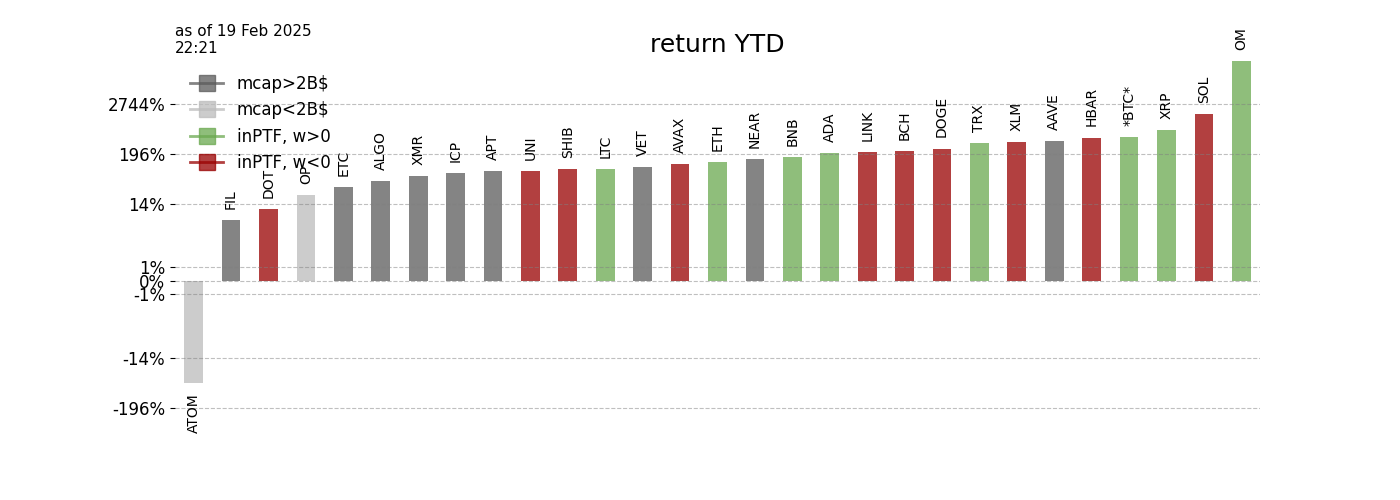 as of 19 Feb 2025
22:21
return YTD
mcap>2B$
mcap<2B$
inPTF, w>0
inPTF, w<0
2744%
196%
14%
1%
0%
-1%
-14%
-196%
ATOM
FIL
DOT
OP
ETC
ALGO
XMR
ICP
APT
UNI
SHIB
LTC
VET
AVAX
ETH
NEAR
BNB
ADA
LINK
BCH
DOGE
TRX
XLM
AAVE
HBAR
*BTC*
XRP
SOL
OM